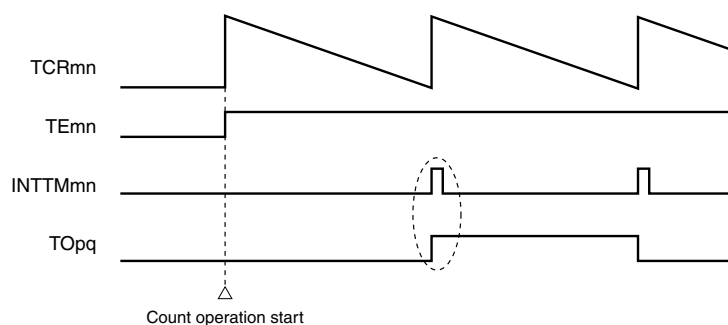 TCRmn
TEmn
INTTMmn
TOpq
Count operation start